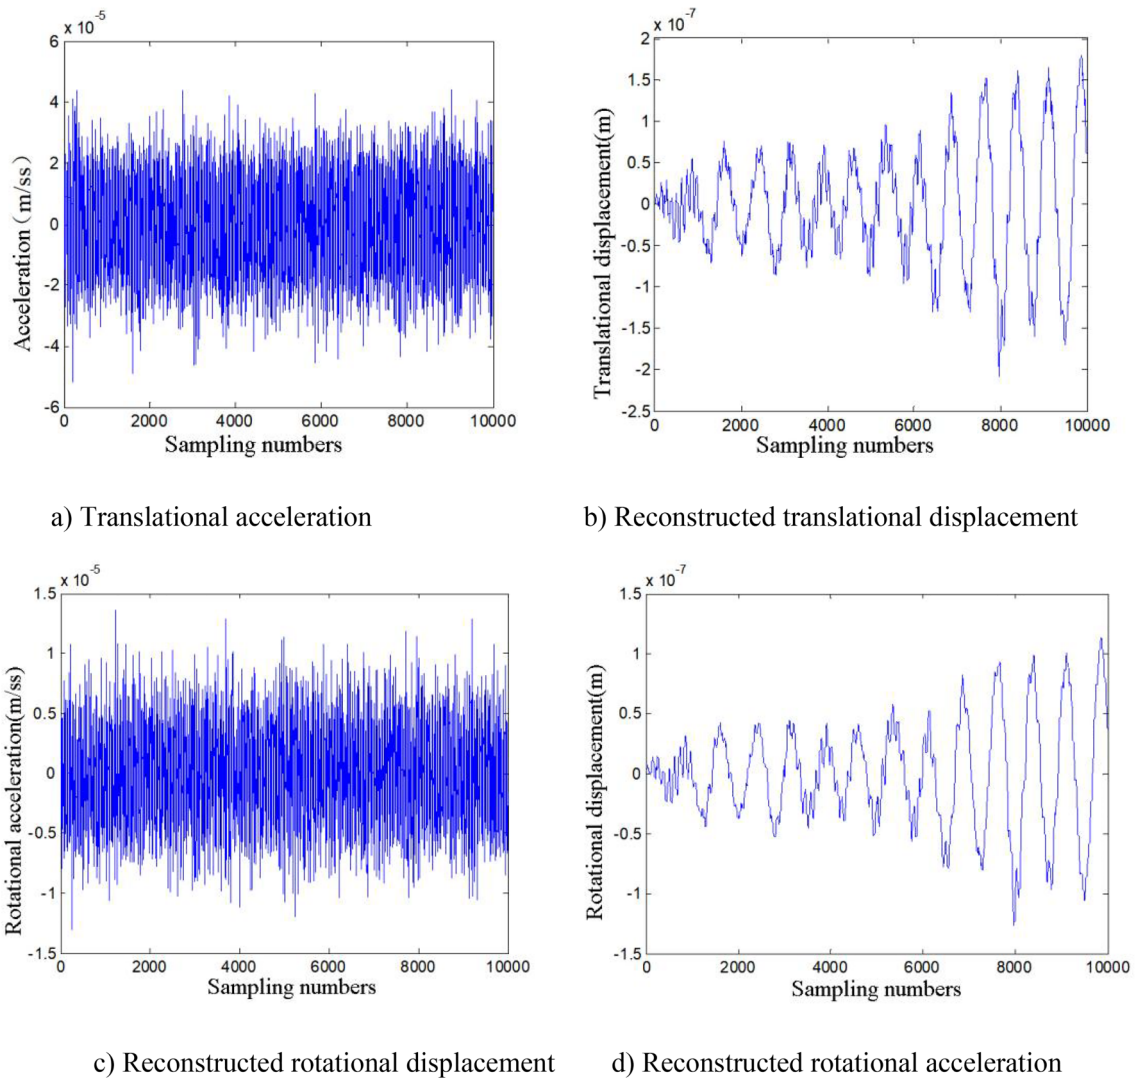 x 10-5
6
4
2
0
-2
-4
-6
0 2000 4000 6000 8000 10000
Acceleration ( m/ss)
Sampling numbers
x 10-7
2
1.5
1
0.5
0
-0.5
-1
-1.5
-2
-2.5
0 2000 4000 6000 8000 10000
Translational displacement(m)
Sampling numbers
a) Translational acceleration
b) Reconstructed translational displacement
x 10-5
1.5
1
0.5
0
-0.5
-1
-1.5
0 2000 4000 6000 8000 10000
Rotational acceleration(m/ss)
Sampling numbers
x 10-7
1.5
1
0.5
0
-0.5
-1
-1.5
0 2000 4000 6000 8000 10000
Rotational displacement(m)
Sampling numbers
c) Reconstructed rotational displacement
d) Reconstructed rotational acceleration